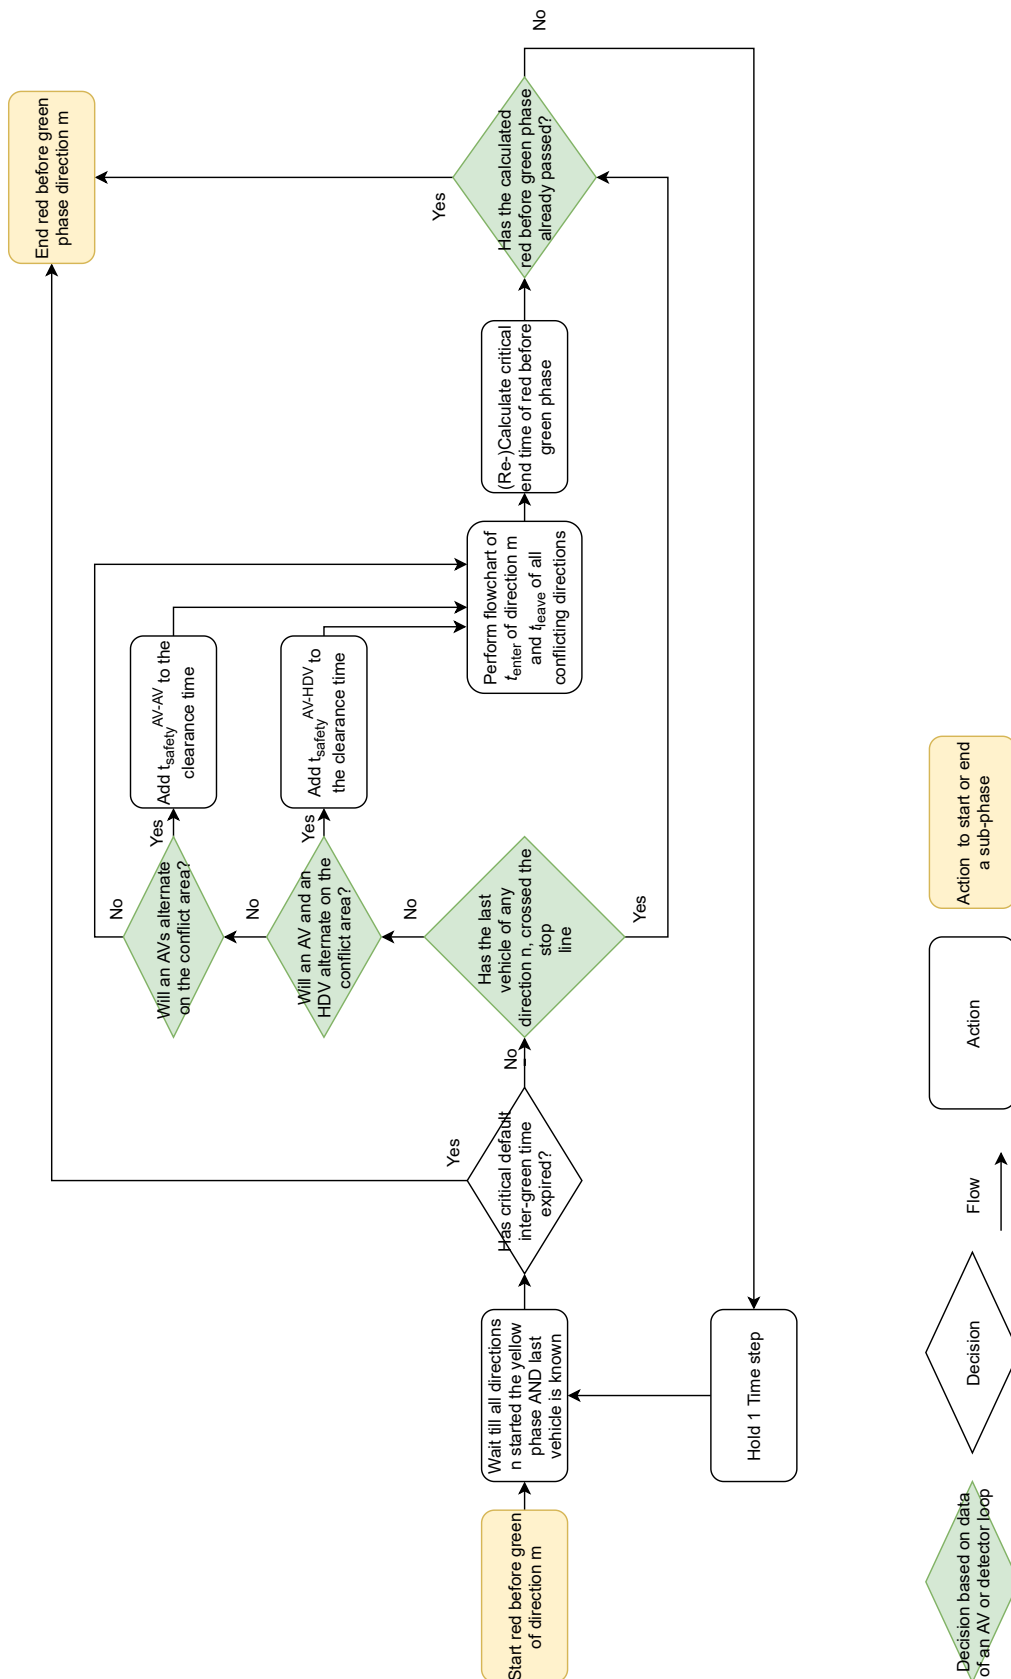 Start red before green
of direction m
Wait till all directions
n started the yellow
phase AND last
vehicle is known
Hold 1 Time step
Has critical default
inter-green time
expired?
Yes
No
Has the last
vehicle of any
direction n, crossed the
stop
line
Yes
No
Will an AV and an
HDV alternate on the
conflict area?
Yes
No
Will an AVs alternate
on the conflict area?
Yes
No
Add t_safety^AV-AV to the
clearance time
Add t_safety^AV-HDV to
the clearance time
Perform flowchart of
t_enter of direction m
and t_leave of all
conflicting directions
(Re-)Calculate critical
end time of red before
green phase
Has the calculated
red before green phase
already passed?
Yes
No
End red before green
phase direction m
Decision based on data
of an AV or detector loop
Decision
Flow
Action
Action to start or end
a sub-phase